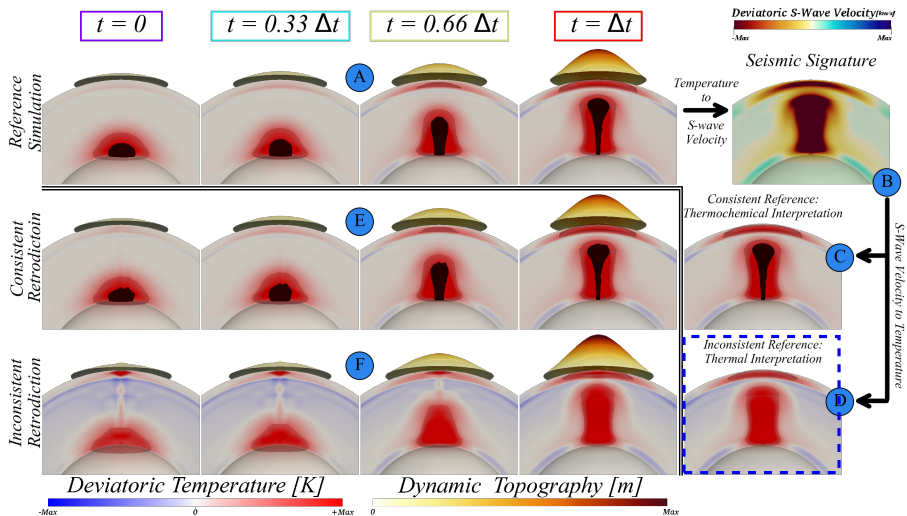 t = 0
t = 0.33 Δt
t = 0.66 Δt
t = Δt
Deviatoric S-Wave Velocity[km/s]
-Max
Max
Seismic Signature
Reference
Simulation
A
Temperature
to
S-wave
Velocity
B
Consistent Reference:
Thermochemical Interpretation
S-Wave Velocity to Temperature
Consistent
Retrodictoin
E
C
Inconsistent Reference:
Thermal Interpretation
Inconsistent
Retrodiction
F
D
Deviatoric Temperature [K]
-Max
0
+Max
Dynamic Topography [m]
0
Max